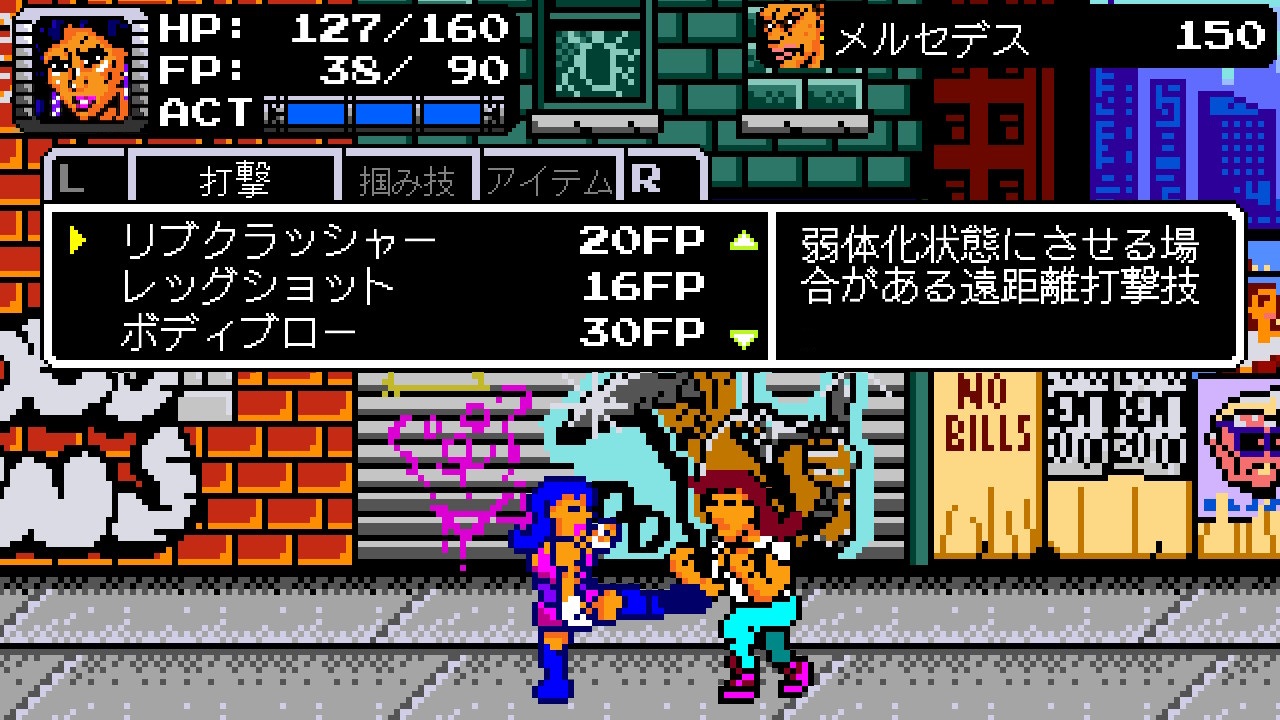 HP: 127/160
FP: 38/ 90
ACT
メルセデス 150
L 打撃 掴み技 アイテム R
リブクラッシャー 20FP
レッグショット 16FP
ボディブロー 30FP
弱体化状態にさせる場
合がある遠距離打撃技
NO
BILLS